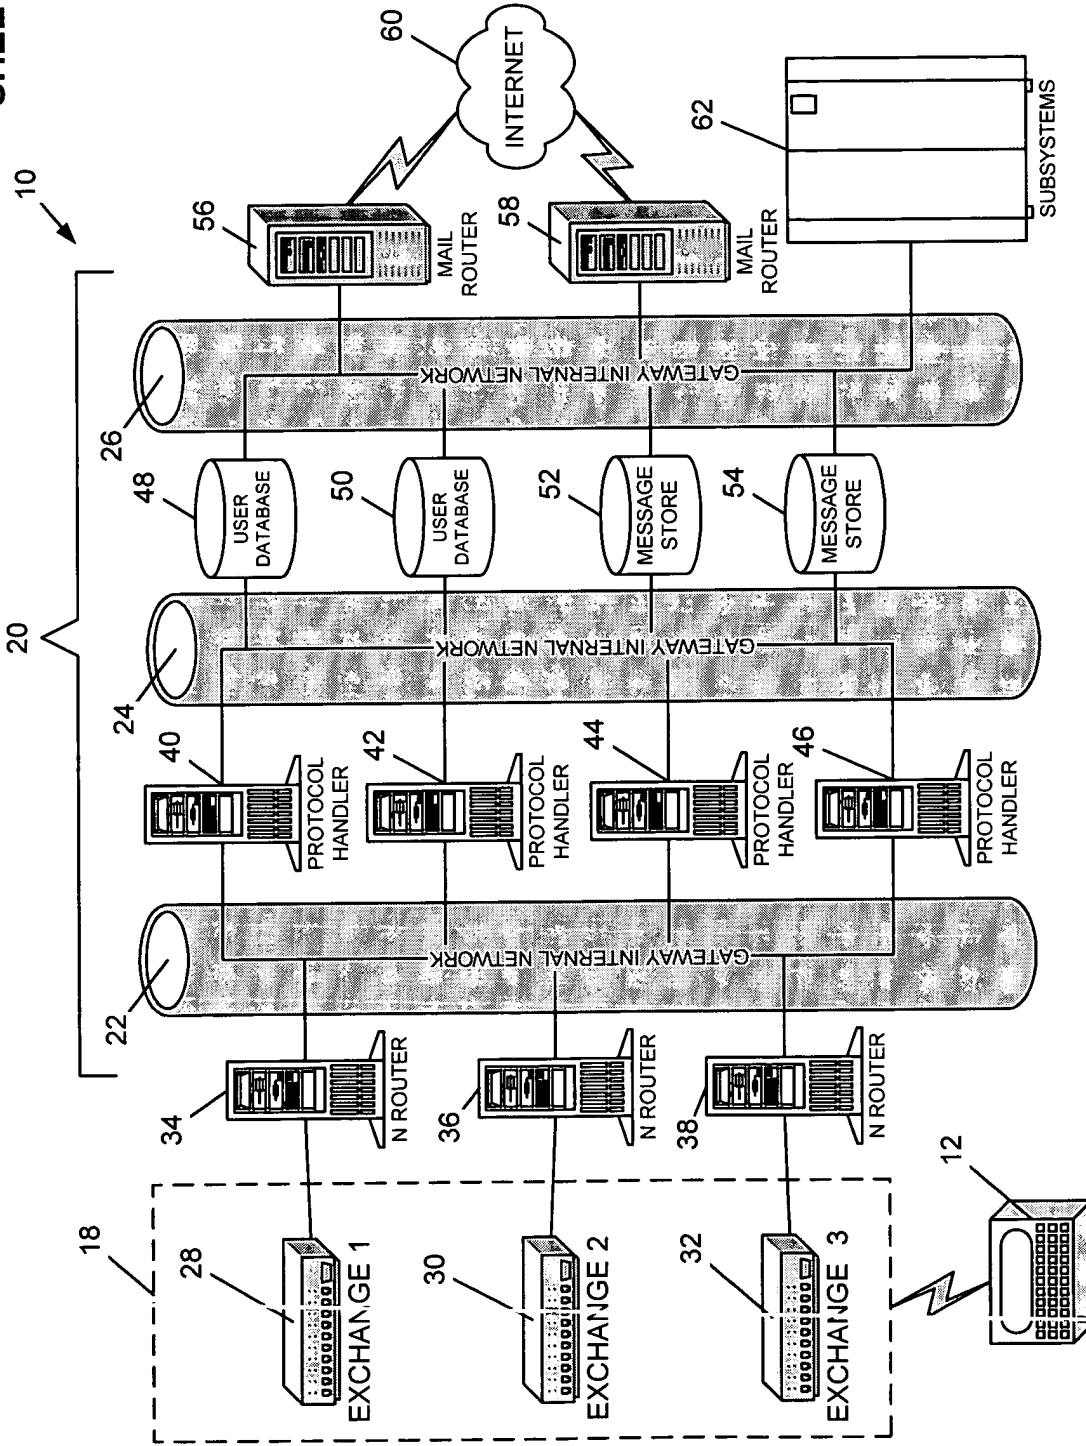 10
20
18
28
EXCHANGE 1
30
EXCHANGE 2
32
EXCHANGE 3
12
34
N ROUTER
36
N ROUTER
38
N ROUTER
22
GATEWAY INTERNAL NETWORK
40
PROTOCOL
HANDLER
42
PROTOCOL
HANDLER
44
PROTOCOL
HANDLER
46
PROTOCOL
HANDLER
24
GATEWAY INTERNAL NETWORK
48
USER
DATABASE
50
USER
DATABASE
52
MESSAGE
STORE
54
MESSAGE
STORE
26
GATEWAY INTERNAL NETWORK
56
MAIL
ROUTER
58
MAIL
ROUTER
60
INTERNET
62
SUBSYSTEMS